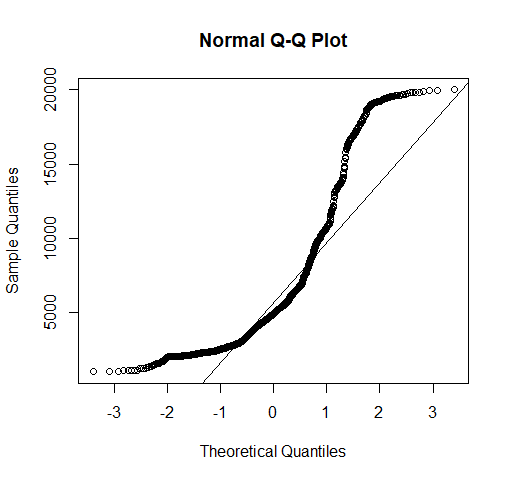 Normal Q-Q Plot
20000
15000
10000
5000
Sample Quantiles
-3 -2 -1 0 1 2 3
Theoretical Quantiles